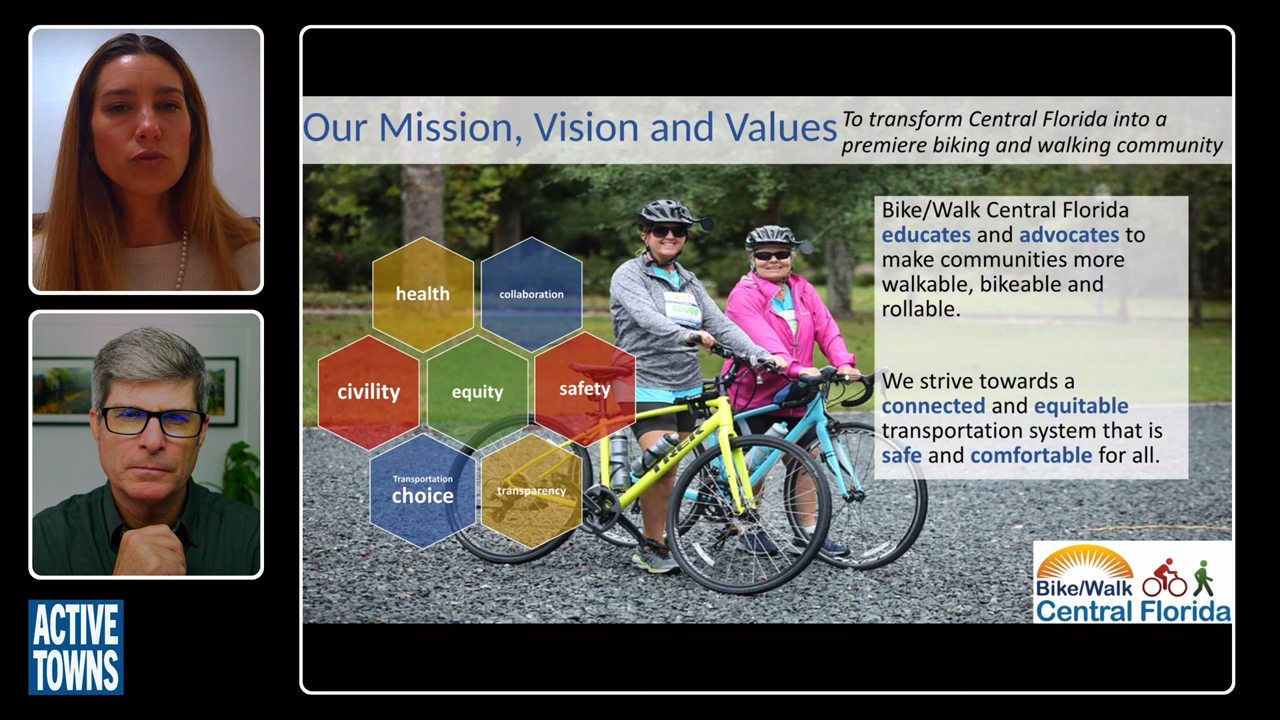 Our Mission, Vision and Values
To transform Central Florida into a
premiere biking and walking community
health
collaboration
civility
equity
safety
Transportation
choice
transparency
Bike/Walk Central Florida
educates and advocates to
make communities more
walkable, bikeable and
rollable.
We strive towards a
connected and equitable
transportation system that is
safe and comfortable for all.
Bike/Walk
Central Florida
ACTIVE
TOWNS